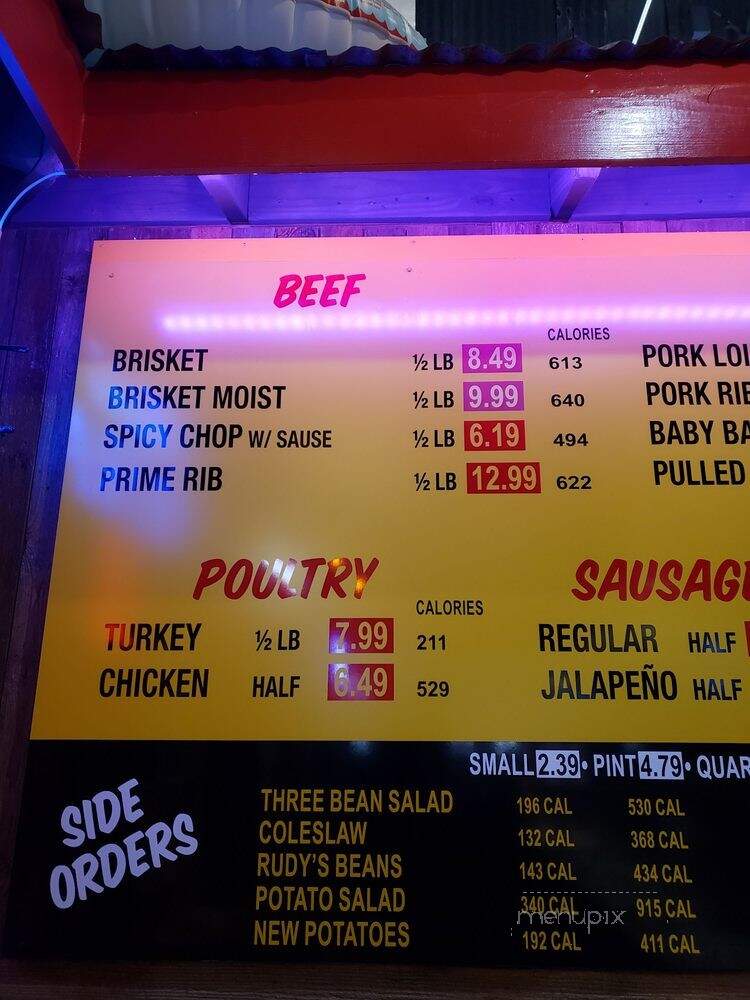 BEEF
CALORIES
BRISKET ½ LB 8.49 613
BRISKET MOIST ½ LB 9.99 640
SPICY CHOP W/ SAUSE ½ LB 6.19 494
PRIME RIB ½ LB 12.99 622
PORK LOI
PORK RIB
BABY BA
PULLED
POULTRY
CALORIES
TURKEY ½ LB 7.99 211
CHICKEN HALF 6.49 529
SAUSAGE
REGULAR HALF
JALAPEÑO HALF
SMALL 2.39 • PINT 4.79 • QUAR
SIDE
ORDERS
THREE BEAN SALAD 196 CAL 530 CAL
COLESLAW 132 CAL 368 CAL
RUDY'S BEANS 143 CAL 434 CAL
POTATO SALAD 340 CAL 915 CAL
NEW POTATOES 192 CAL 411 CAL
menupix